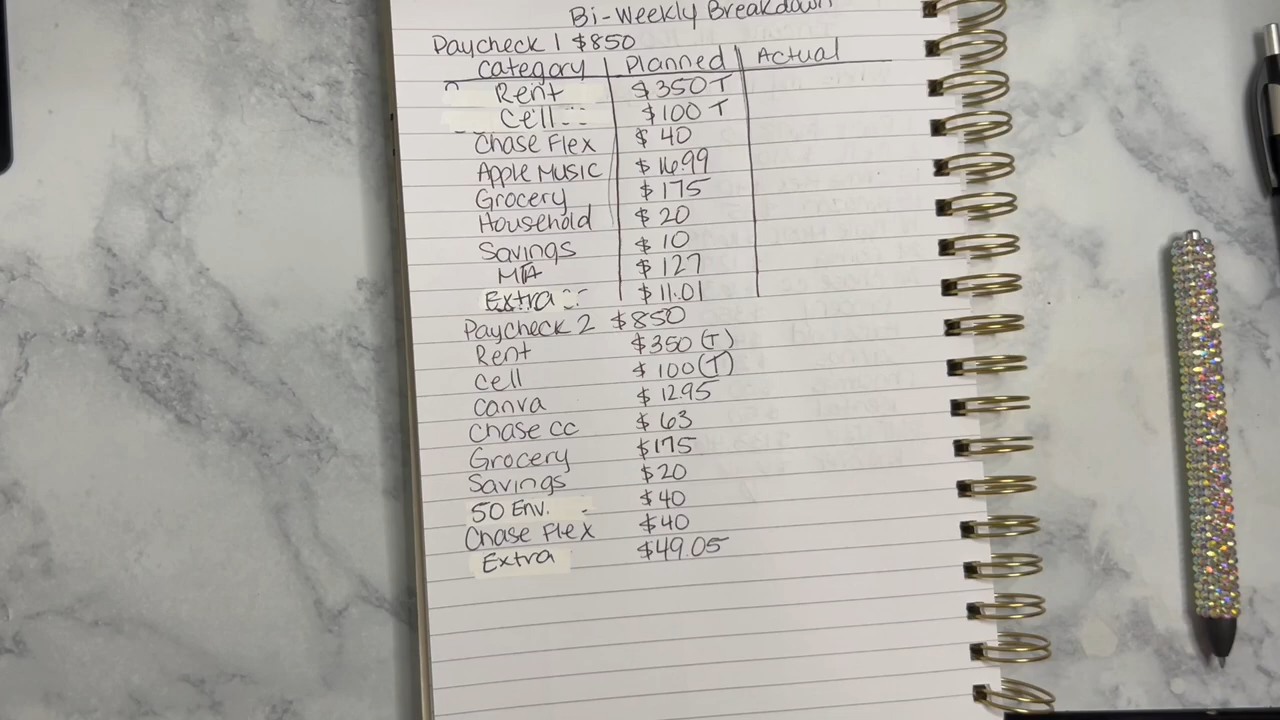 Bi-Weekly Breakdown
Paycheck 1 $850
Category Planned Actual
Rent $350 T
Cell $100 T
Chase Flex $40
Apple Music $16.99
Grocery $175
Household $20
Savings $10
MTA $127
Extra $11.01
Paycheck 2 $850
Rent $350 (T)
Cell $100 (T)
Canva $12.95
Chase CC $63
Grocery $175
Savings $20
50 Env. $40
Chase Flex $40
Extra $49.05